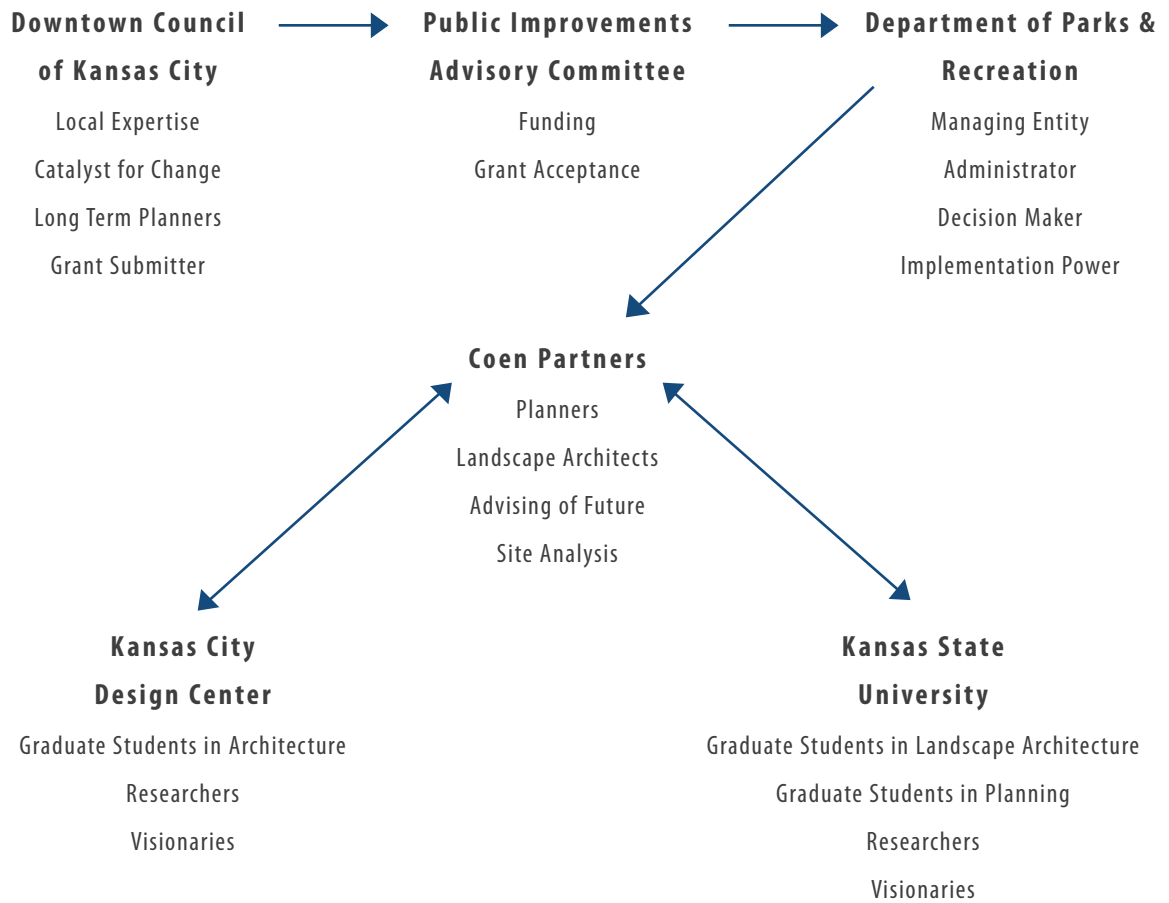 Downtown Council
of Kansas City
Local Expertise
Catalyst for Change
Long Term Planners
Grant Submitter
Public Improvements
Advisory Committee
Funding
Grant Acceptance
Department of Parks &
Recreation
Managing Entity
Administrator
Decision Maker
Implementation Power
Coen Partners
Planners
Landscape Architects
Advising of Future
Site Analysis
Kansas City
Design Center
Graduate Students in Architecture
Researchers
Visionaries
Kansas State
University
Graduate Students in Landscape Architecture
Graduate Students in Planning
Researchers
Visionaries